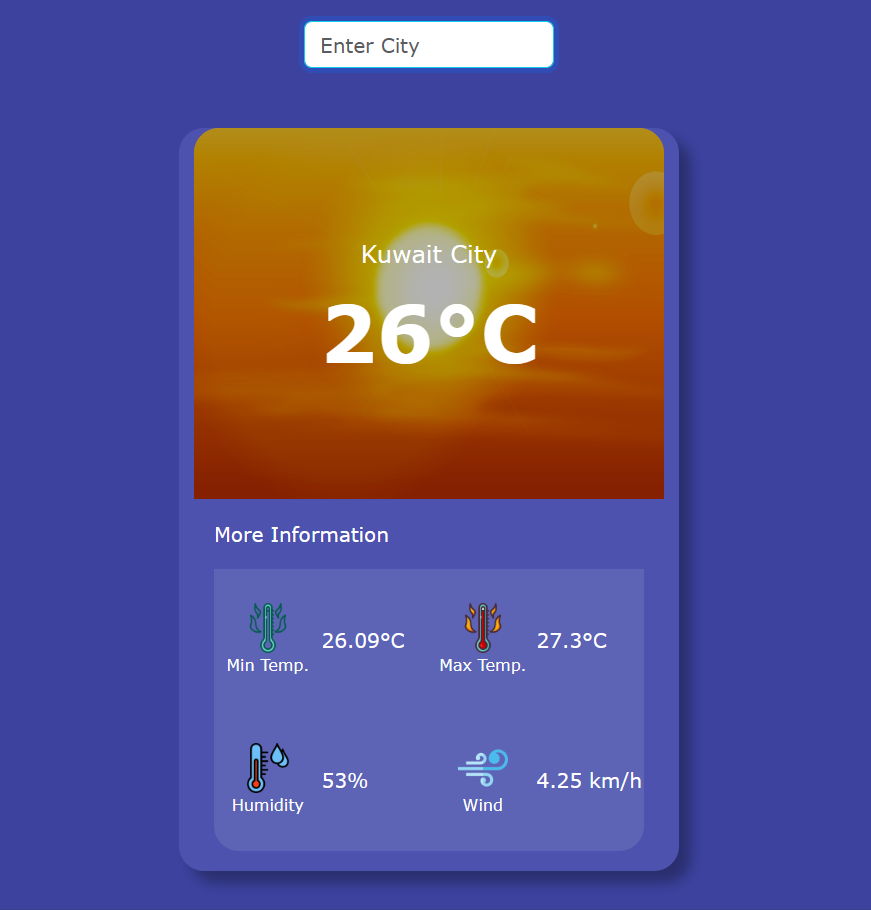 Enter City
Kuwait City
26°C
More Information
26.09°C
Min Temp.
27.3°C
Max Temp.
53%
Humidity
4.25 km/h
Wind